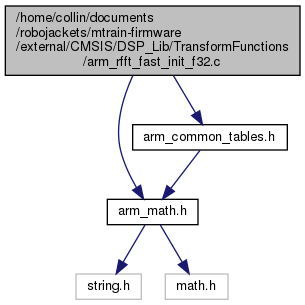 /home/collin/documents
/robojackets/mtrain-firmware
/external/CMSIS/DSP_Lib/TransformFunctions
/arm_rfft_fast_init_f32.c
arm_common_tables.h
arm_math.h
string.h
math.h